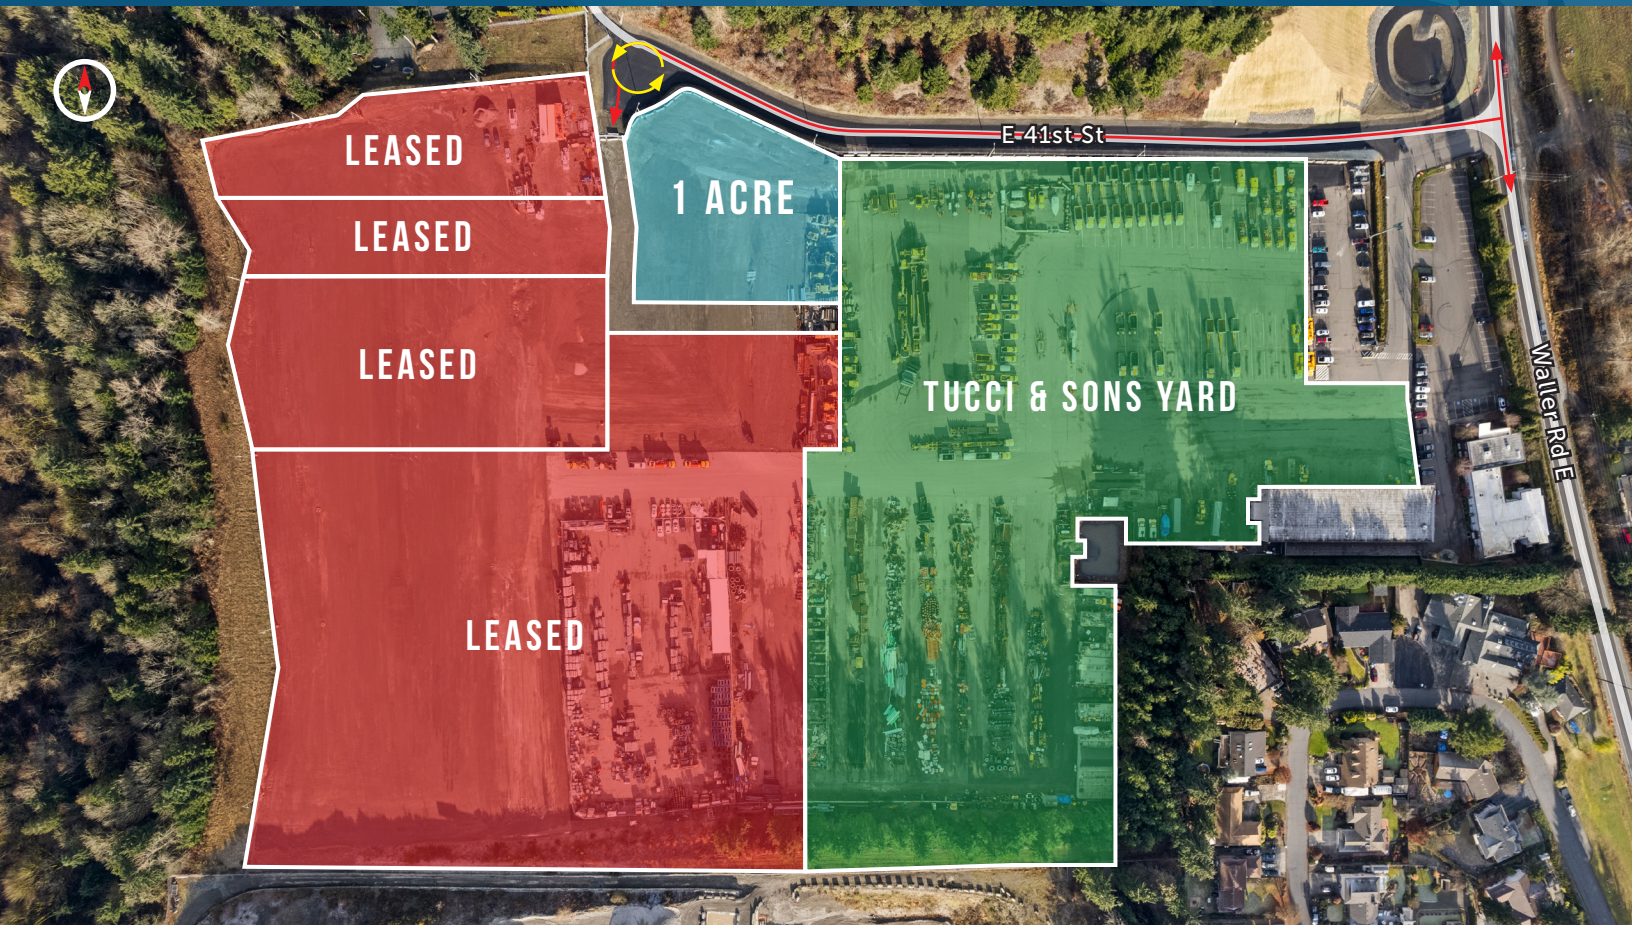 E 41st St
LEASED
1 ACRE
LEASED
LEASED
TUCCI & SONS YARD
Waller Rd E
LEASED